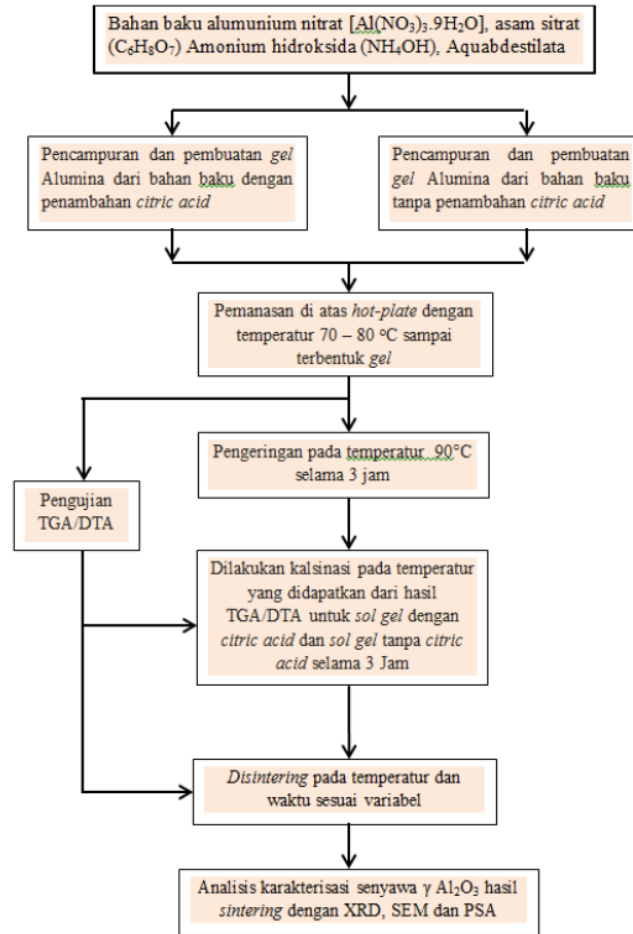 Bahan baku alumunium nitrat [Al(NO₃)₃.9H₂O], asam sitrat
(C₆H₈O₇) Amonium hidroksida (NH₄OH), Aquabdestilata
Pencampuran dan pembuatan gel
Alumina dari bahan baku dengan
penambahan citric acid
Pencampuran dan pembuatan
gel Alumina dari bahan baku
tanpa penambahan citric acid
Pemanasan di atas hot-plate dengan
temperatur 70 – 80 °C sampai
terbentuk gel
Pengeringan pada temperatur 90°C
selama 3 jam
Pengujian
TGA/DTA
Dilakukan kalsinasi pada temperatur
yang didapatkan dari hasil
TGA/DTA untuk sol gel dengan
citric acid dan sol gel tanpa citric
acid selama 3 Jam
Disintering pada temperatur dan
waktu sesuai variabel
Analisis karakterisasi senyawa γ Al₂O₃ hasil
sintering dengan XRD, SEM dan PSA